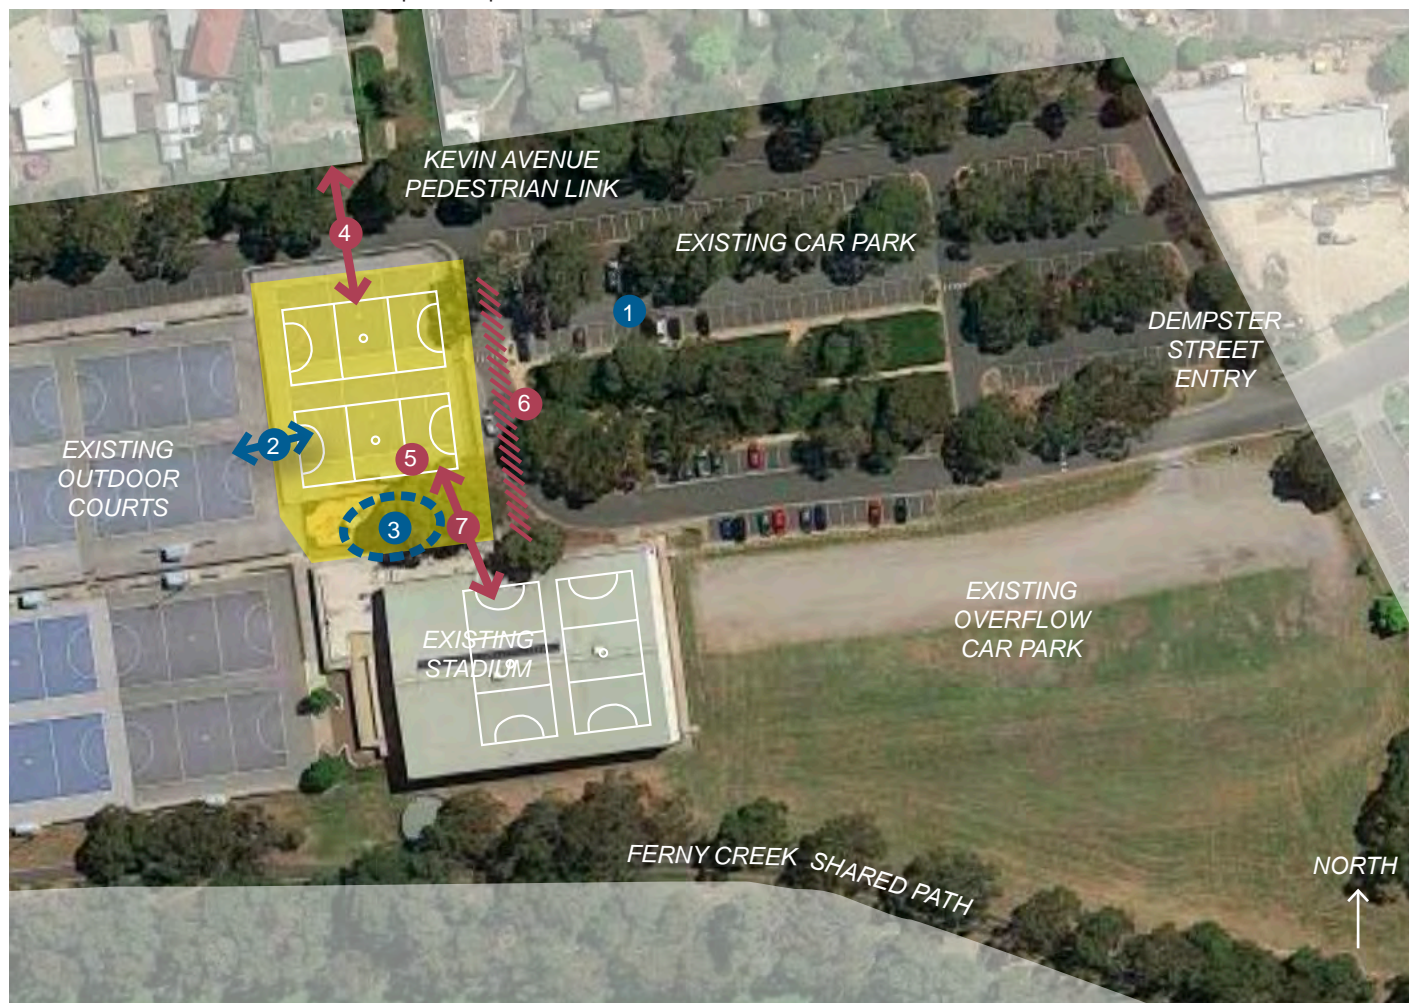 KEVIN AVENUE
PEDESTRIAN LINK
4
EXISTING CAR PARK
1
DEMPSTER
STREET
ENTRY
6
2
5
EXISTING
OUTDOOR
COURTS
3
7
EXISTING
STADIUM
EXISTING
OVERFLOW
CAR PARK
FERNY CREEK SHARED PATH
NORTH